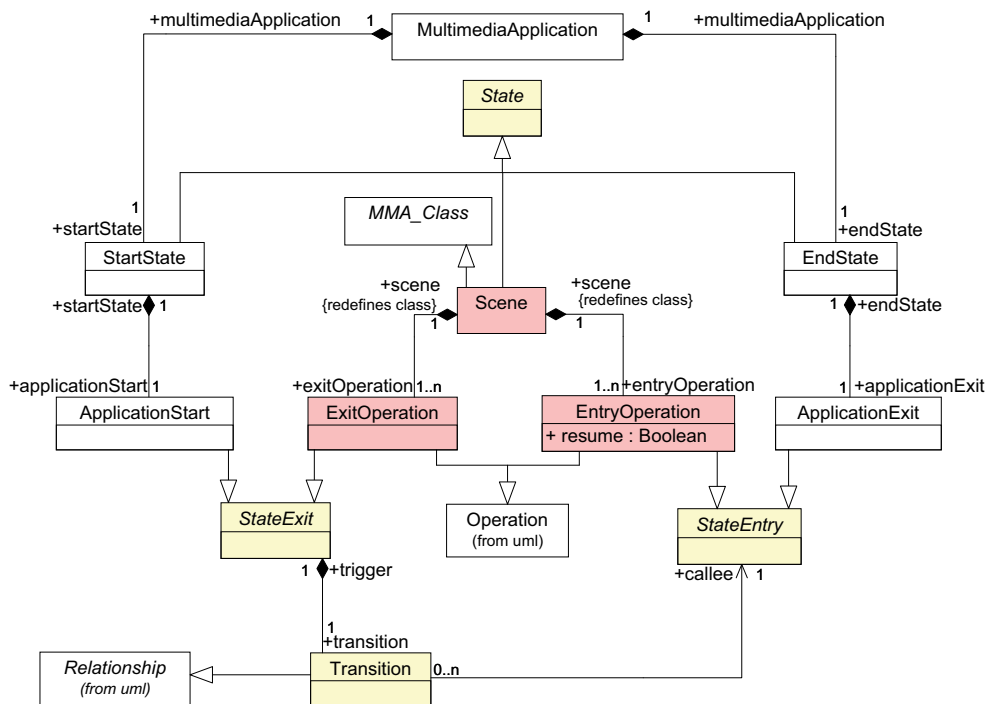 +multimediaApplication
1
MultimediaApplication
1
+multimediaApplication
State
MMA_Class
1
+startState
1
+endState
StartState
EndState
+scene
{redefines class}
1
Scene
+scene
{redefines class}
1
+startState
1
1
+endState
+applicationStart
1
+exitOperation
1..n
1..n
+entryOperation
1
+applicationExit
ApplicationStart
ExitOperation
EntryOperation
+ resume : Boolean
ApplicationExit
StateExit
Operation
(from uml)
StateEntry
1
+trigger
+callee
1
1
+transition
Relationship
(from uml)
Transition
0..n